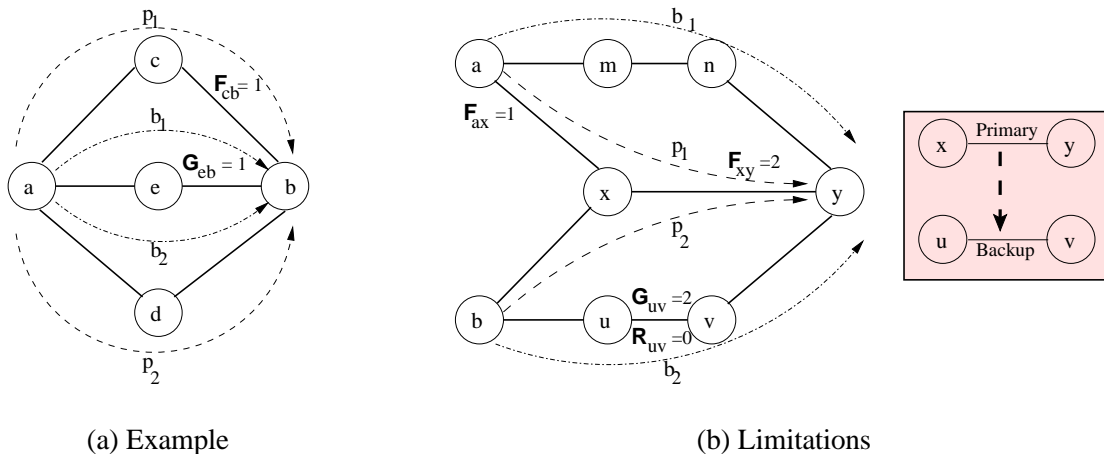 p1
c
Fcb = 1
b1
Geb = 1
a
e
b
b2
d
p2
(a) Example
b1
a
m
n
Fax = 1
p1
Fxy = 2
x
y
p2
Guv = 2
b
u
v
Ruv = 0
b2
(b) Limitations
x
Primary
y
u
Backup
v